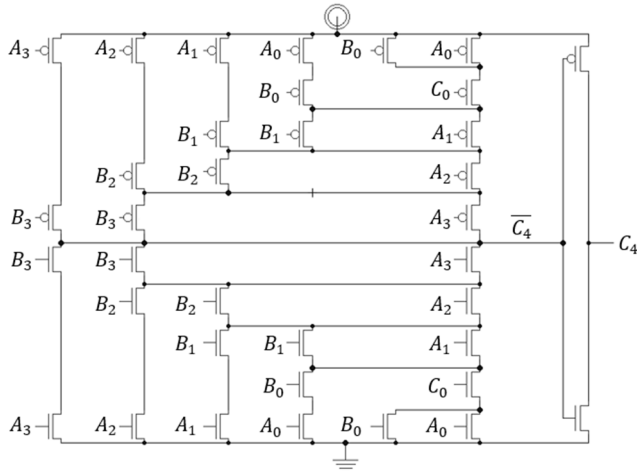 A₃ A₂ A₁ A₀ B₀ A₀
B₀ C₀
B₁ B₁ A₁
B₂ B₂ A₂
B₃ B₃ A₃ C̅₄̅ C₄
B₃ B₃ A₃
B₂ B₂ A₂
B₁ B₁ A₁
B₀ C₀
A₃ A₂ A₁ A₀ B₀ A₀